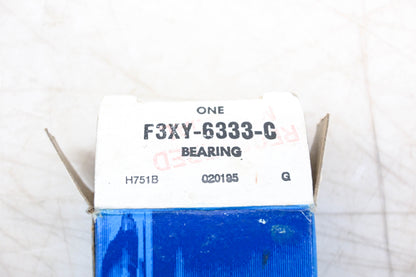 ONE
F3XY-6333-C
BEARING
H751B 020195 G